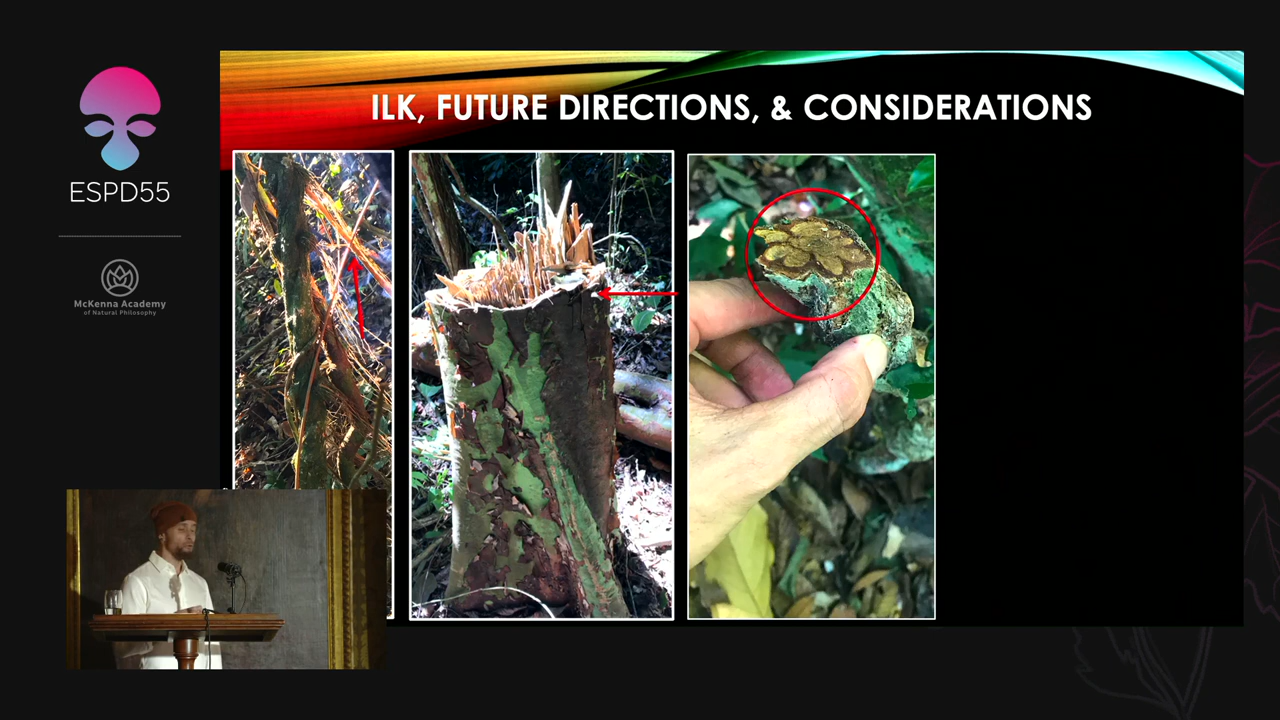 ILK, FUTURE DIRECTIONS, & CONSIDERATIONS
ESPD55
McKenna Academy
of Natural Philosophy